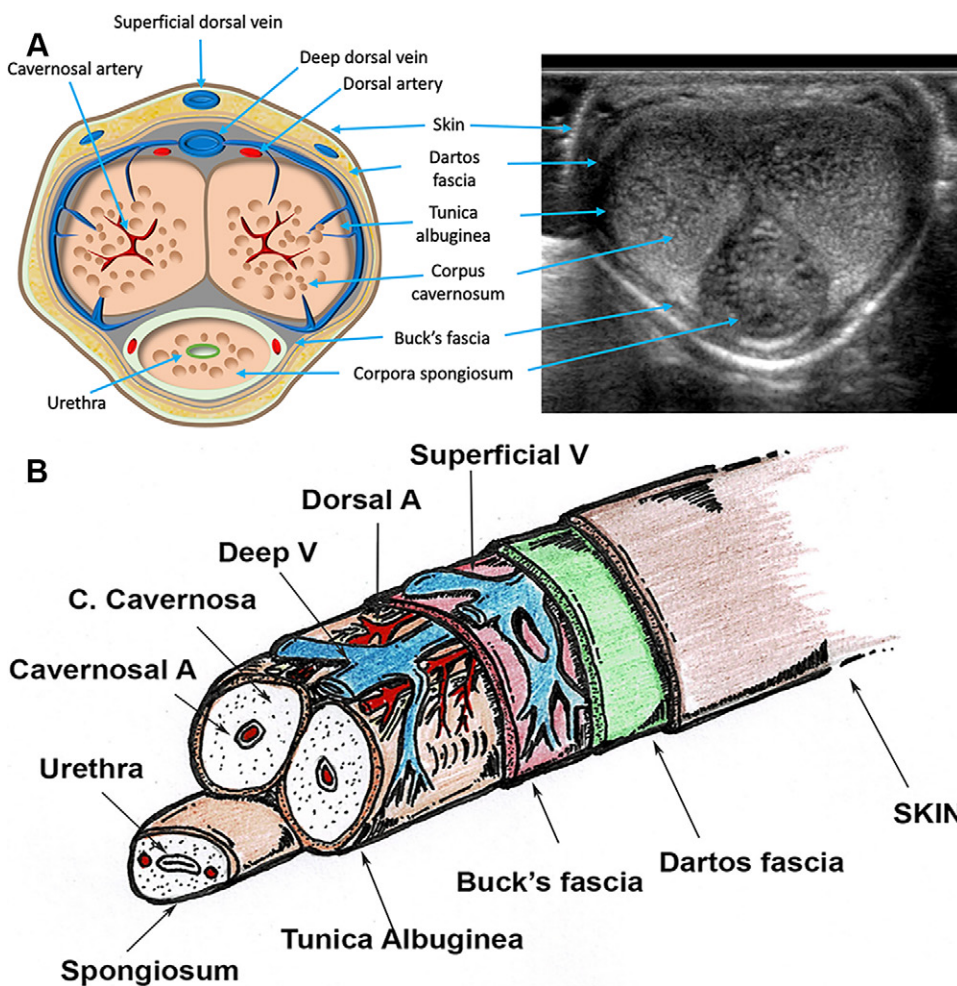 A
Superficial dorsal vein
Cavernosal artery
Deep dorsal vein
Dorsal artery
Skin
Dartos
fascia
Tunica
albuginea
Corpus
cavernosum
Buck's fascia
Corpora spongiosum
Urethra
B
Superficial V
Dorsal A
Deep V
C. Cavernosa
Cavernosal A
Urethra
SKIN
Dartos fascia
Buck's fascia
Tunica Albuginea
Spongiosum